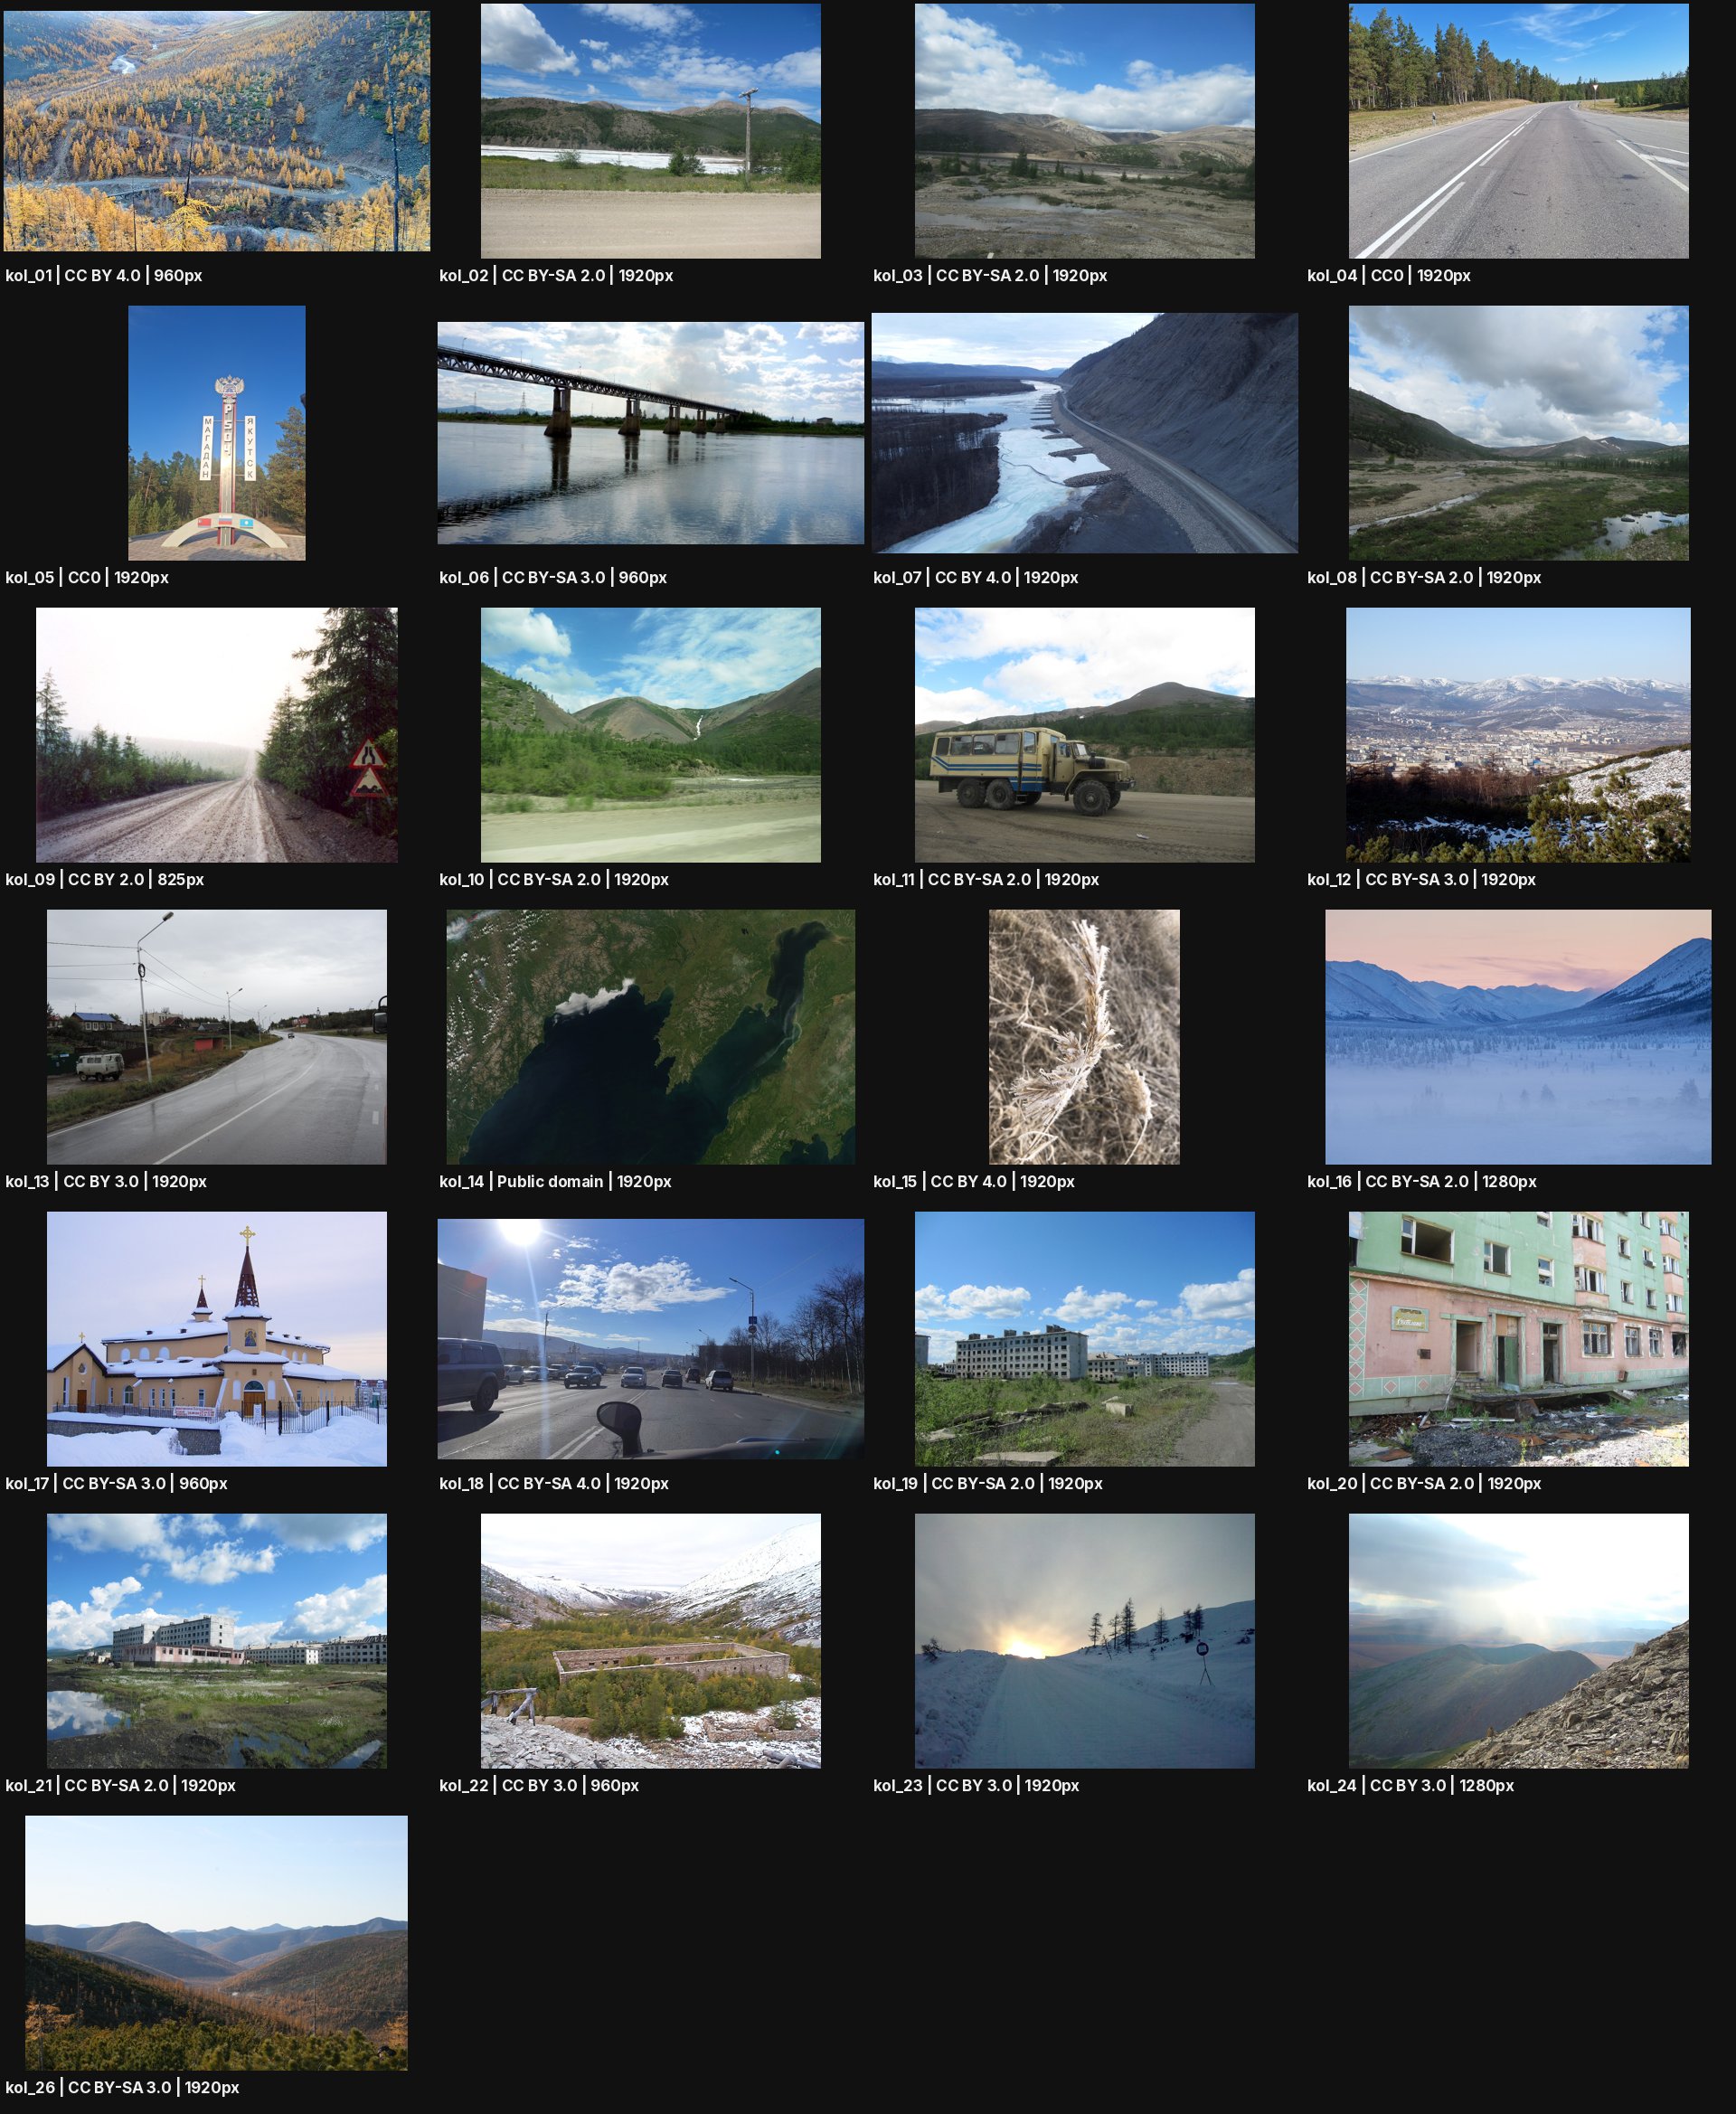 kol_01 | CC BY 4.0 | 960px
kol_02 | CC BY-SA 2.0 | 1920px
kol_03 | CC BY-SA 2.0 | 1920px
kol_04 | CC0 | 1920px
МАГАДАН
ЯКУТСК
kol_05 | CC0 | 1920px
kol_06 | CC BY-SA 3.0 | 960px
kol_07 | CC BY 4.0 | 1920px
kol_08 | CC BY-SA 2.0 | 1920px
kol_09 | CC BY 2.0 | 825px
kol_10 | CC BY-SA 2.0 | 1920px
kol_11 | CC BY-SA 2.0 | 1920px
kol_12 | CC BY-SA 3.0 | 1920px
kol_13 | CC BY 3.0 | 1920px
kol_14 | Public domain | 1920px
kol_15 | CC BY 4.0 | 1920px
kol_16 | CC BY-SA 2.0 | 1280px
kol_17 | CC BY-SA 3.0 | 960px
kol_18 | CC BY-SA 4.0 | 1920px
kol_19 | CC BY-SA 2.0 | 1920px
kol_20 | CC BY-SA 2.0 | 1920px
kol_21 | CC BY-SA 2.0 | 1920px
kol_22 | CC BY 3.0 | 960px
kol_23 | CC BY 3.0 | 1920px
kol_24 | CC BY 3.0 | 1280px
kol_26 | CC BY-SA 3.0 | 1920px